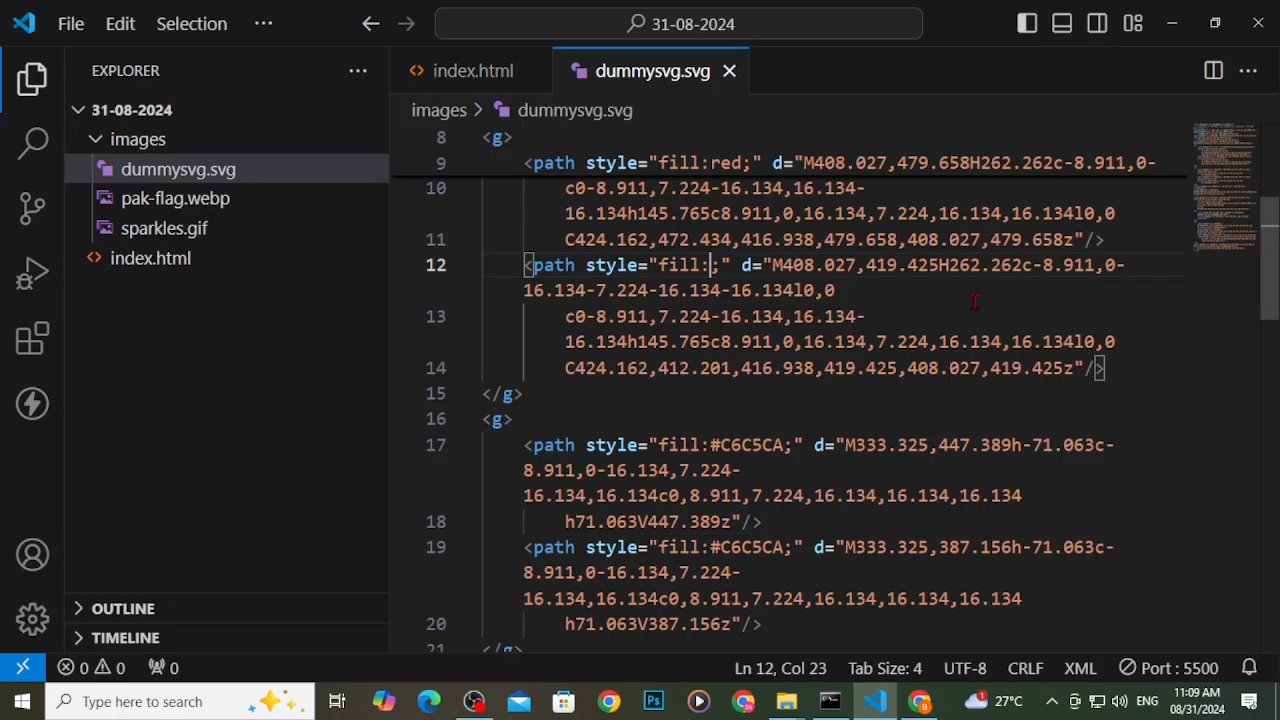 File Edit Selection ··· 31-08-2024
EXPLORER ···
index.html dummysvg.svg
31-08-2024
images
dummysvg.svg
pak-flag.webp
sparkles.gif
index.html
OUTLINE
TIMELINE
images > dummysvg.svg
8 <g>
9 <path style="fill:red;" d="M408.027,479.658H262.262c-8.911,0-
10 c0-8.911,7.224-16.134,16.134-
16.134h145.765c8.911,0,16.134,7.224,16.134,16.134l0,0
11 C424.162,472.434,416.938,479.658,408.027,479.658z"/>
12 <path style="fill:;" d="M408.027,419.425H262.262c-8.911,0-
16.134-7.224-16.134-16.134l0,0
13 c0-8.911,7.224-16.134,16.134-
16.134h145.765c8.911,0,16.134,7.224,16.134,16.134l0,0
14 C424.162,412.201,416.938,419.425,408.027,419.425z"/>
15 </g>
16 <g>
17 <path style="fill:#C6C5CA;" d="M333.325,447.389h-71.063c-
8.911,0-16.134,7.224-
16.134,16.134c0,8.911,7.224,16.134,16.134,16.134
18 h71.063V447.389z"/>
19 <path style="fill:#C6C5CA;" d="M333.325,387.156h-71.063c-
8.911,0-16.134,7.224-
16.134,16.134c0,8.911,7.224,16.134,16.134,16.134
20 h71.063V387.156z"/>
21 </g>
0 0 0 Ln 12, Col 23 Tab Size: 4 UTF-8 CRLF XML Port : 5500
Type here to search Ps B 1 27°C ENG 11:09 AM
08/31/2024